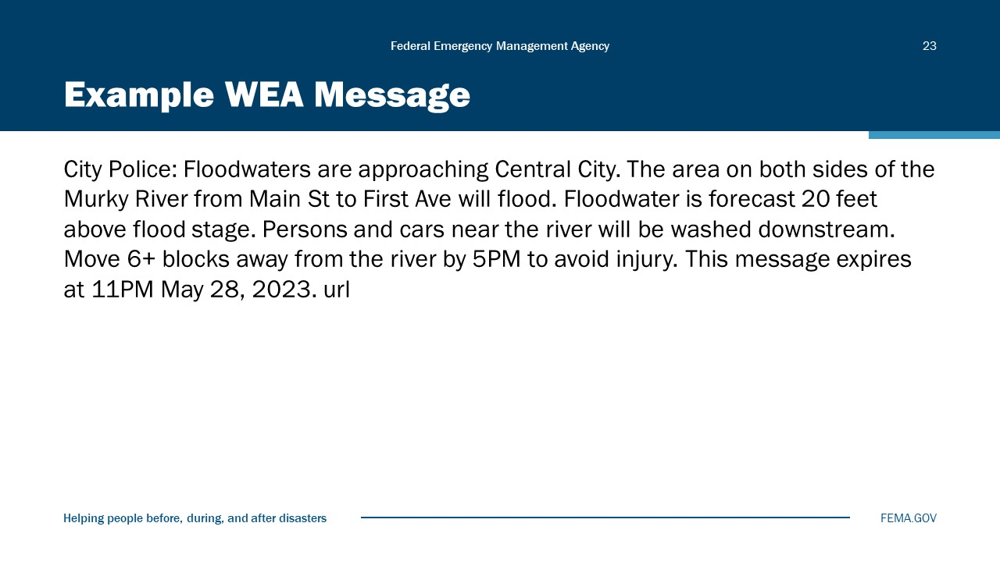 Federal Emergency Management Agency
23
Example WEA Message
City Police: Floodwaters are approaching Central City. The area on both sides of the
Murky River from Main St to First Ave will flood. Floodwater is forecast 20 feet
above flood stage. Persons and cars near the river will be washed downstream.
Move 6+ blocks away from the river by 5PM to avoid injury. This message expires
at 11PM May 28, 2023. url
Helping people before, during, and after disasters
FEMA.GOV